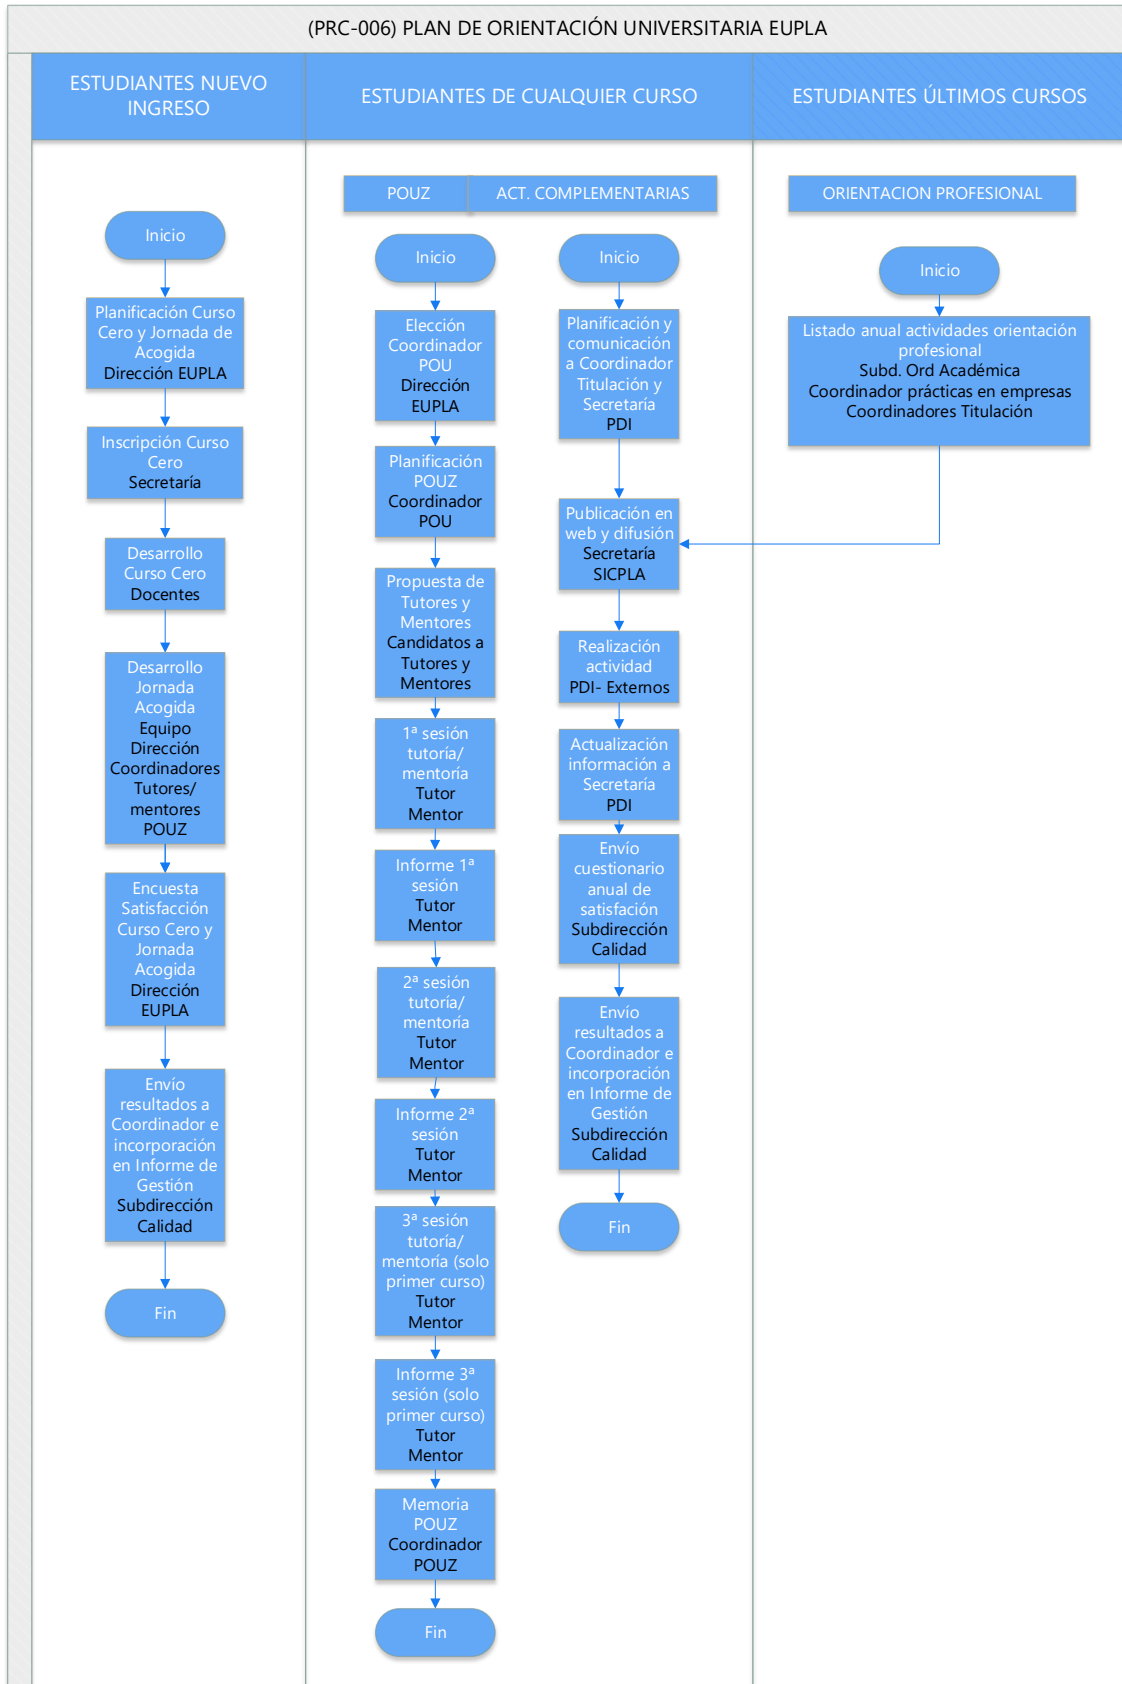 (PRC-006) PLAN DE ORIENTACIÓN UNIVERSITARIA EUPLA
ESTUDIANTES NUEVO
INGRESO
ESTUDIANTES DE CUALQUIER CURSO
ESTUDIANTES ÚLTIMOS CURSOS
Inicio
Planificación Curso
Cero y Jornada de
Acogida
Dirección EUPLA
Inscripción Curso
Cero
Secretaría
Desarrollo
Curso Cero
Docentes
Desarrollo
Jornada
Acogida
Equipo
Dirección
Coordinadores
Tutores/
mentores
POUZ
Encuesta
Satisfacción
Curso Cero y
Jornada
Acogida
Dirección
EUPLA
Envío
resultados a
Coordinador e
incorporación
en Informe de
Gestión
Subdirección
Calidad
Fin
POUZ
Inicio
Elección
Coordinador
POU
Dirección
EUPLA
Planificación
POUZ
Coordinador
POU
Propuesta de
Tutores y
Mentores
Candidatos a
Tutores y
Mentores
1ª sesión
tutoría/
mentoría
Tutor
Mentor
Informe 1ª
sesión
Tutor
Mentor
2ª sesión
tutoría/
mentoría
Tutor
Mentor
Informe 2ª
sesión
Tutor
Mentor
3ª sesión
tutoría/
mentoría (solo
primer curso)
Tutor
Mentor
Informe 3ª
sesión (solo
primer curso)
Tutor
Mentor
Memoria
POUZ
Coordinador
POUZ
Fin
ACT. COMPLEMENTARIAS
Inicio
Planificación y
comunicación
a Coordinador
Titulación y
Secretaría
PDI
Publicación en
web y difusión
Secretaría
SICPLA
Realización
actividad
PDI- Externos
Actualización
información a
Secretaría
PDI
Envío
cuestionario
anual de
satisfación
Subdirección
Calidad
Envío
resultados a
Coordinador e
incorporación
en Informe de
Gestión
Subdirección
Calidad
Fin
ORIENTACION PROFESIONAL
Inicio
Listado anual actividades orientación
profesional
Subd. Ord Académica
Coordinador prácticas en empresas
Coordinadores Titulación